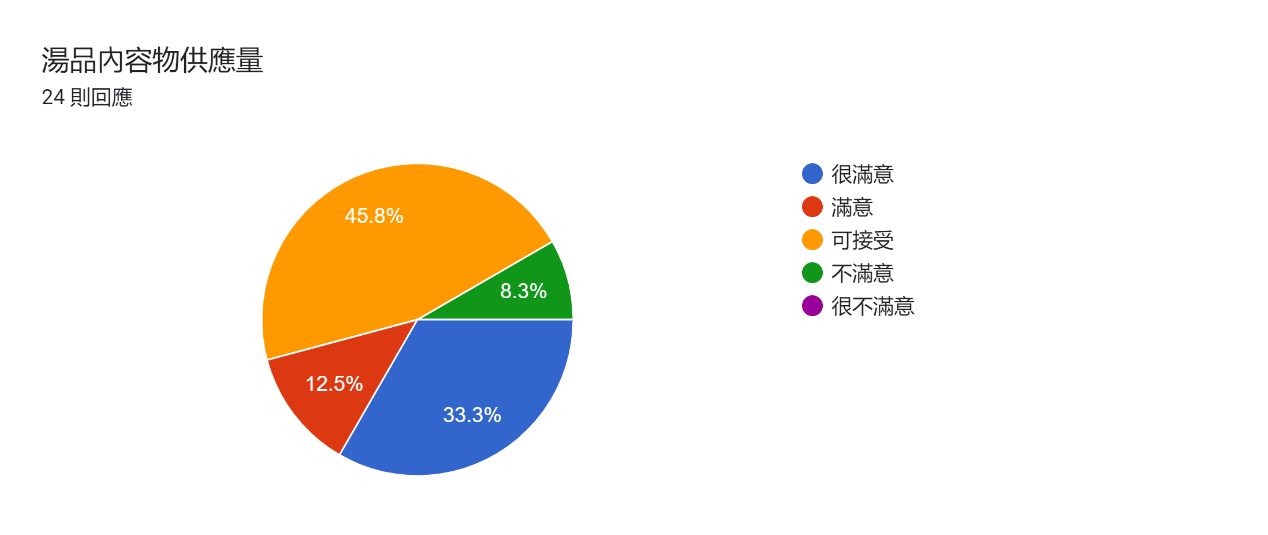 湯品內容物供應量
24 則回應
45.8%
8.3%
12.5%
33.3%
很滿意
滿意
可接受
不滿意
很不滿意